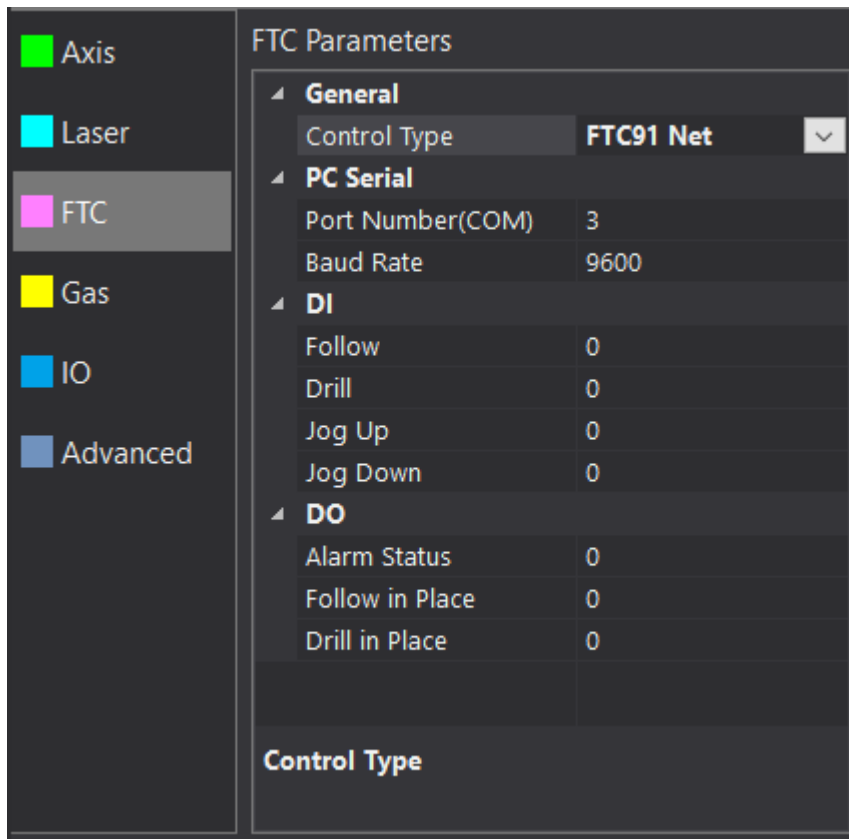 Axis
Laser
FTC
Gas
IO
Advanced
FTC Parameters
General
Control Type FTC91 Net
PC Serial
Port Number(COM) 3
Baud Rate 9600
DI
Follow 0
Drill 0
Jog Up 0
Jog Down 0
DO
Alarm Status 0
Follow in Place 0
Drill in Place 0
Control Type